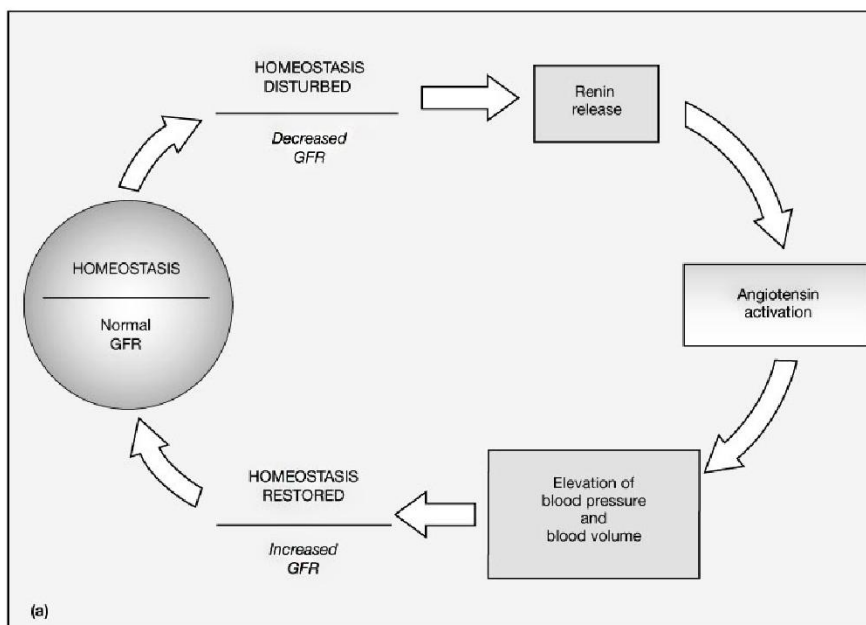 HOMEOSTASIS
DISTURBED
Decreased
GFR
Renin
release
Angiotensin
activation
Elevation of
blood pressure
and
blood volume
HOMEOSTASIS
RESTORED
Increased
GFR
HOMEOSTASIS
Normal
GFR
(a)